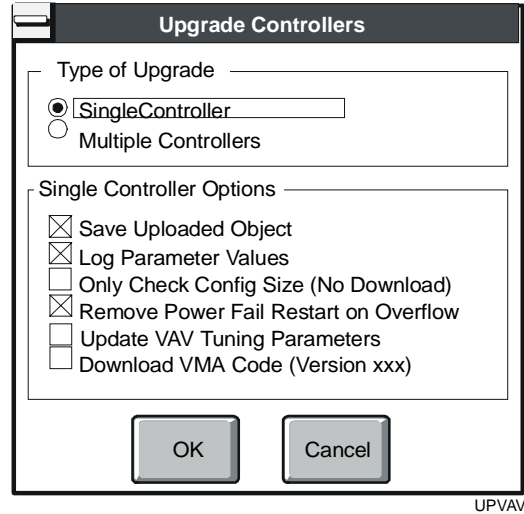 Upgrade Controllers
Type of Upgrade
SingleController
Multiple Controllers
Single Controller Options
Save Uploaded Object
Log Parameter Values
Only Check Config Size (No Download)
Remove Power Fail Restart on Overflow
Update VAV Tuning Parameters
Download VMA Code (Version xxx)
OK
Cancel
UPVAV